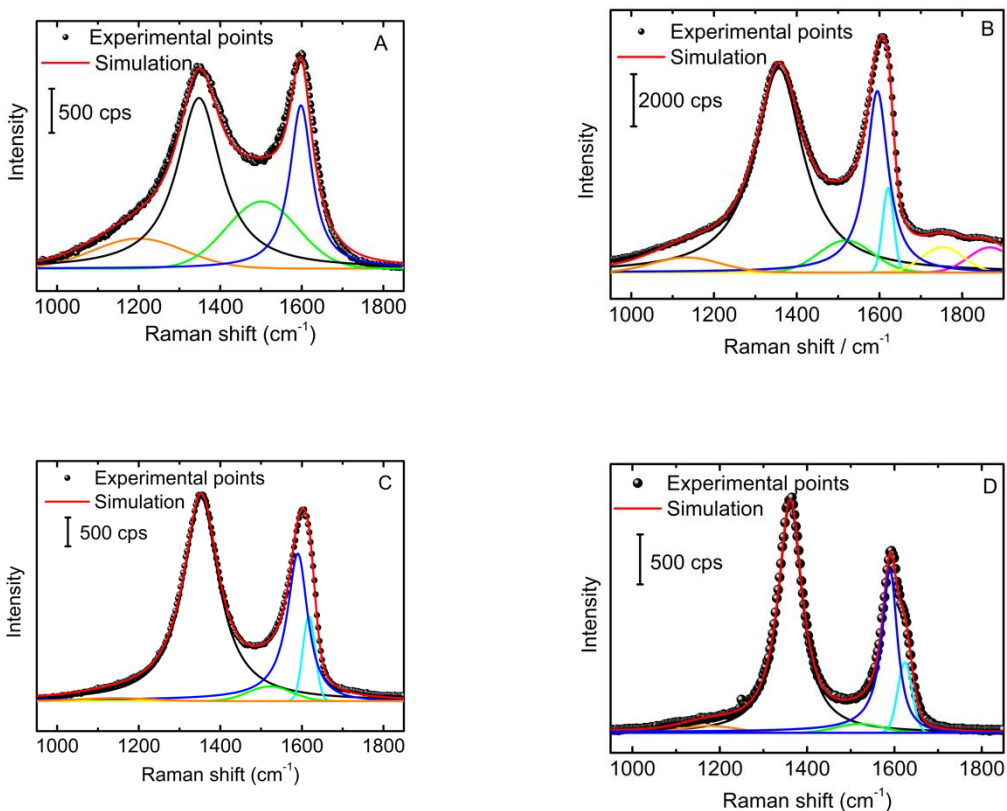 Experimental points
Simulation
A
500 cps
Intensity
1000 1200 1400 1600 1800
Raman shift (cm-1)
Experimental points
Simulation
B
2000 cps
Intensity
1000 1200 1400 1600 1800
Raman shift / cm-1
Experimental points
Simulation
C
500 cps
Intensity
1000 1200 1400 1600 1800
Raman shift (cm-1)
Experimental points
Simulation
D
500 cps
Intensity
1000 1200 1400 1600 1800
Raman shift (cm-1)